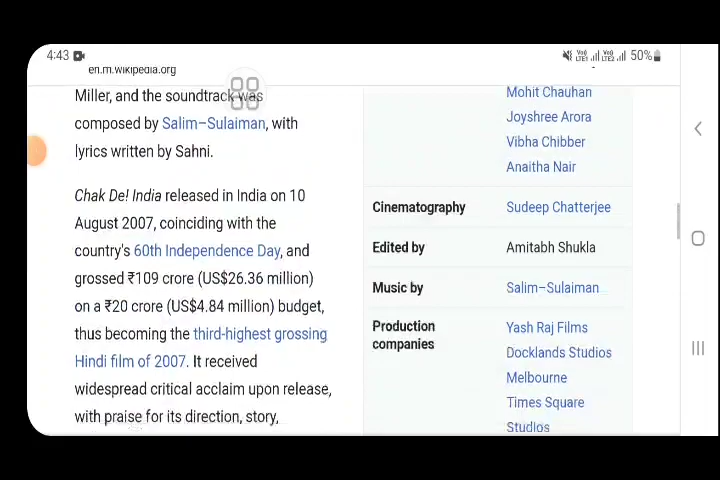 4:43
Vo) LTE1 Vo) LTE2 50%
en.m.wikipedia.org
Miller, and the soundtrack was
composed by Salim–Sulaiman, with
lyrics written by Sahni.
Chak De! India released in India on 10
August 2007, coinciding with the
country's 60th Independence Day, and
grossed ₹109 crore (US$26.36 million)
on a ₹20 crore (US$4.84 million) budget,
thus becoming the third-highest grossing
Hindi film of 2007. It received
widespread critical acclaim upon release,
with praise for its direction, story,
Mohit Chauhan
Joyshree Arora
Vibha Chibber
Anaitha Nair
Cinematography Sudeep Chatterjee
Edited by Amitabh Shukla
Music by Salim–Sulaiman
Production
companies
Yash Raj Films
Docklands Studios
Melbourne
Times Square
Studios